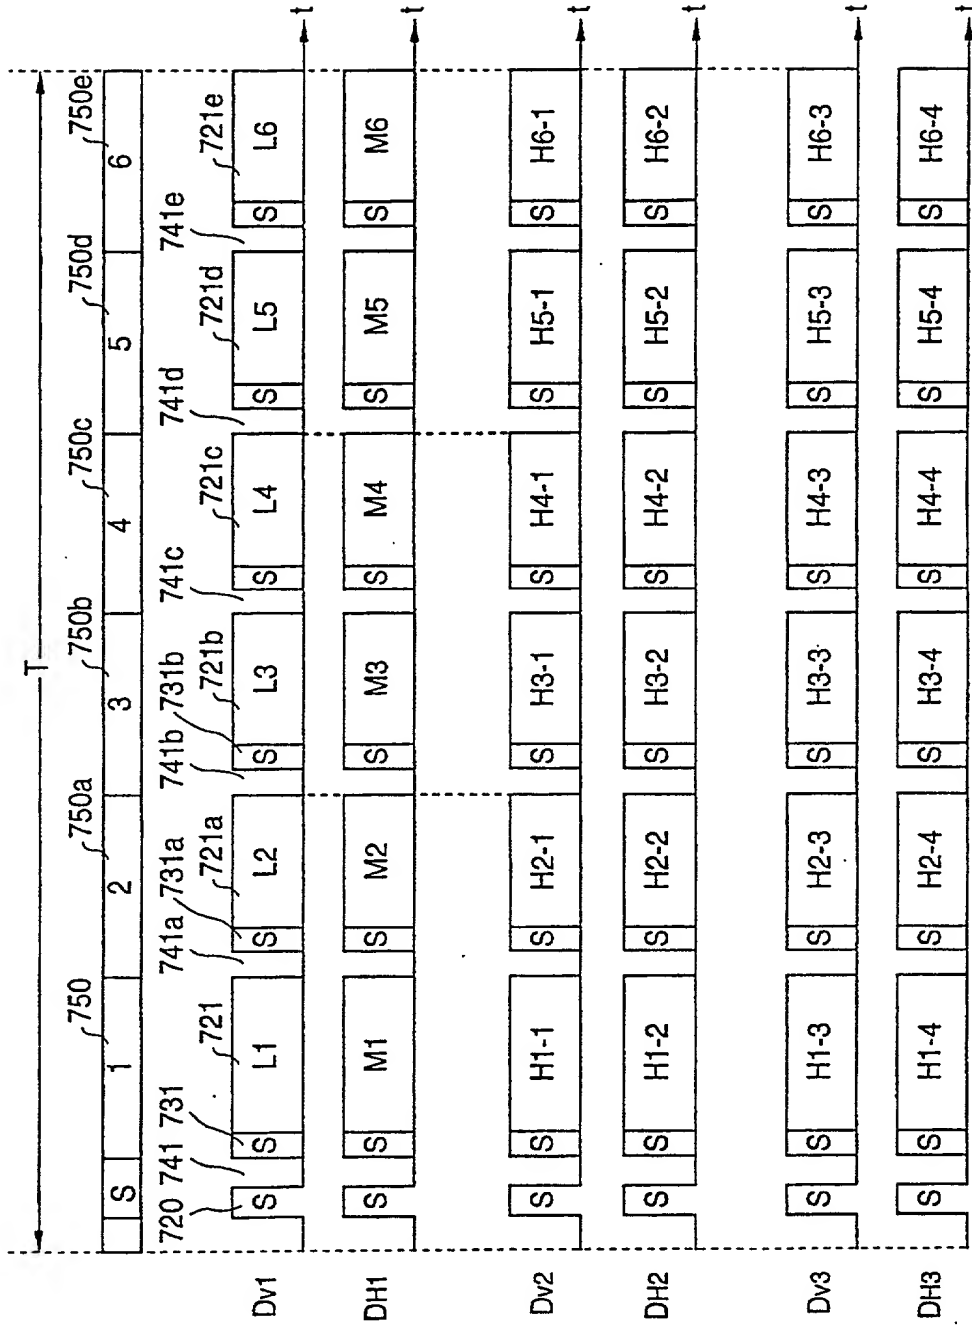 T
750 750a 750b 750c 750d 750e
S 1 2 3 4 5 6
720 741 731 721 741a 731a 721a 741b 731b 721b 741c 721c 741d 721d 741e 721e
Dv1 S S L1 S L2 S L3 S L4 S L5 S L6 t
DH1 S S M1 S M2 S M3 S M4 S M5 S M6 t
Dv2 S S H1-1 S H2-1 S H3-1 S H4-1 S H5-1 S H6-1 t
DH2 S S H1-2 S H2-2 S H3-2 S H4-2 S H5-2 S H6-2 t
Dv3 S S H1-3 S H2-3 S H3-3 S H4-3 S H5-3 S H6-3 t
DH3 S S H1-4 S H2-4 S H3-4 S H4-4 S H5-4 S H6-4 t